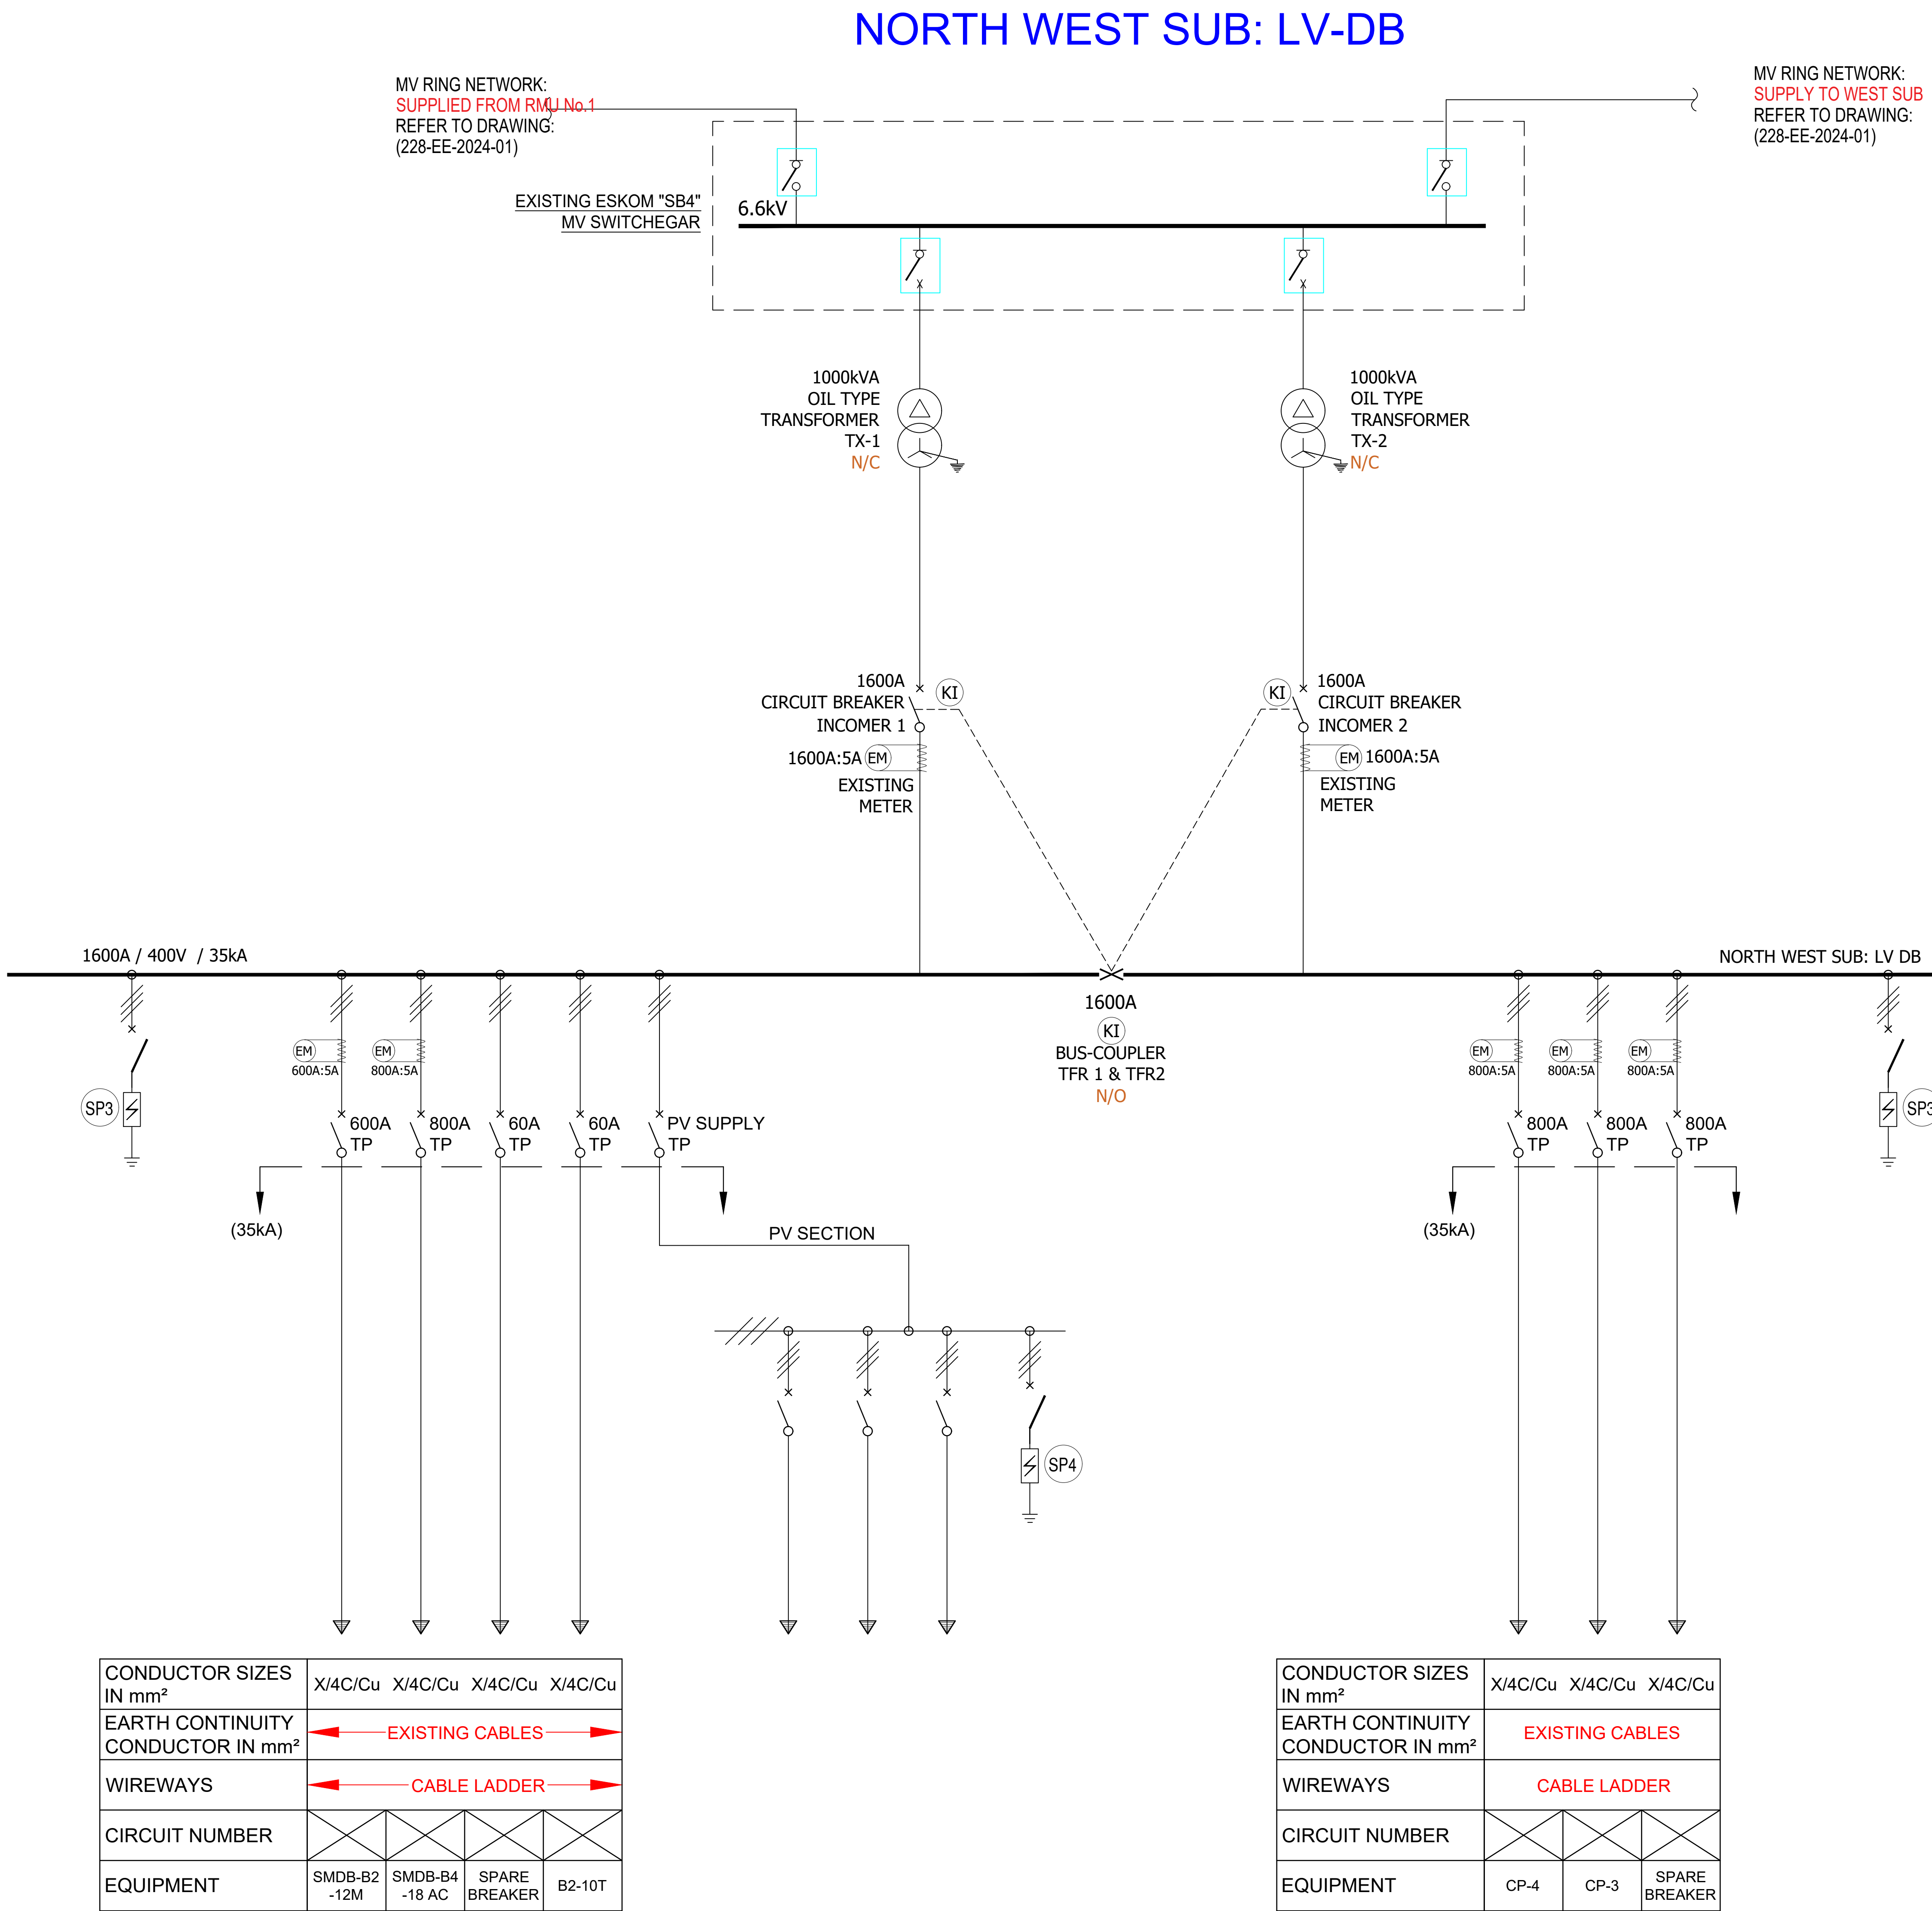 NORTH WEST SUB: LV-DB
MV RING NETWORK:
SUPPLIED FROM RMU No.1
REFER TO DRAWING:
(228-EE-2024-01)
MV RING NETWORK:
SUPPLY TO WEST SUB
REFER TO DRAWING:
(228-EE-2024-01)
EXISTING ESKOM "SB4"
MV SWITCHEGAR
6.6kV
1000kVA
OIL TYPE
TRANSFORMER
TX-1
N/C
1000kVA
OIL TYPE
TRANSFORMER
TX-2
N/C
1600A
CIRCUIT BREAKER
INCOMER 1
KI
1600A:5A EM
EXISTING
METER
KI
1600A
CIRCUIT BREAKER
INCOMER 2
EM 1600A:5A
EXISTING
METER
1600A / 400V / 35kA
NORTH WEST SUB: LV DB
1600A
KI
BUS-COUPLER
TFR 1 & TFR2
N/O
EM
600A:5A
EM
800A:5A
EM
800A:5A
EM
800A:5A
EM
800A:5A
SP3
600A
TP
800A
TP
60A
TP
60A
TP
PV SUPPLY
TP
800A
TP
800A
TP
800A
TP
SP3
(35kA)
(35kA)
PV SECTION
SP4
CONDUCTOR SIZES
IN mm²
X/4C/Cu X/4C/Cu X/4C/Cu X/4C/Cu
EARTH CONTINUITY
CONDUCTOR IN mm²
EXISTING CABLES
WIREWAYS
CABLE LADDER
CIRCUIT NUMBER
EQUIPMENT
SMDB-B2
-12M
SMDB-B4
-18 AC
SPARE
BREAKER
B2-10T
CONDUCTOR SIZES
IN mm²
X/4C/Cu X/4C/Cu X/4C/Cu
EARTH CONTINUITY
CONDUCTOR IN mm²
EXISTING CABLES
WIREWAYS
CABLE LADDER
CIRCUIT NUMBER
EQUIPMENT
CP-4
CP-3
SPARE
BREAKER